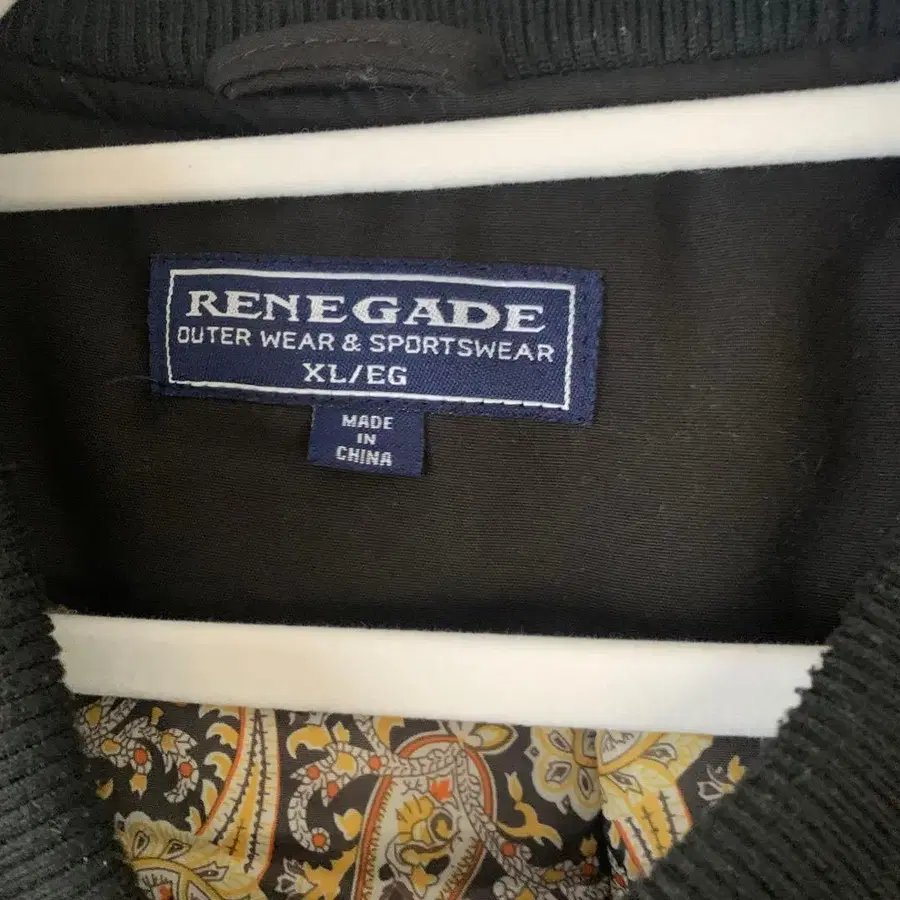 RENEGADE
OUTER WEAR & SPORTSWEAR
XL/EG
MADE
IN
CHINA